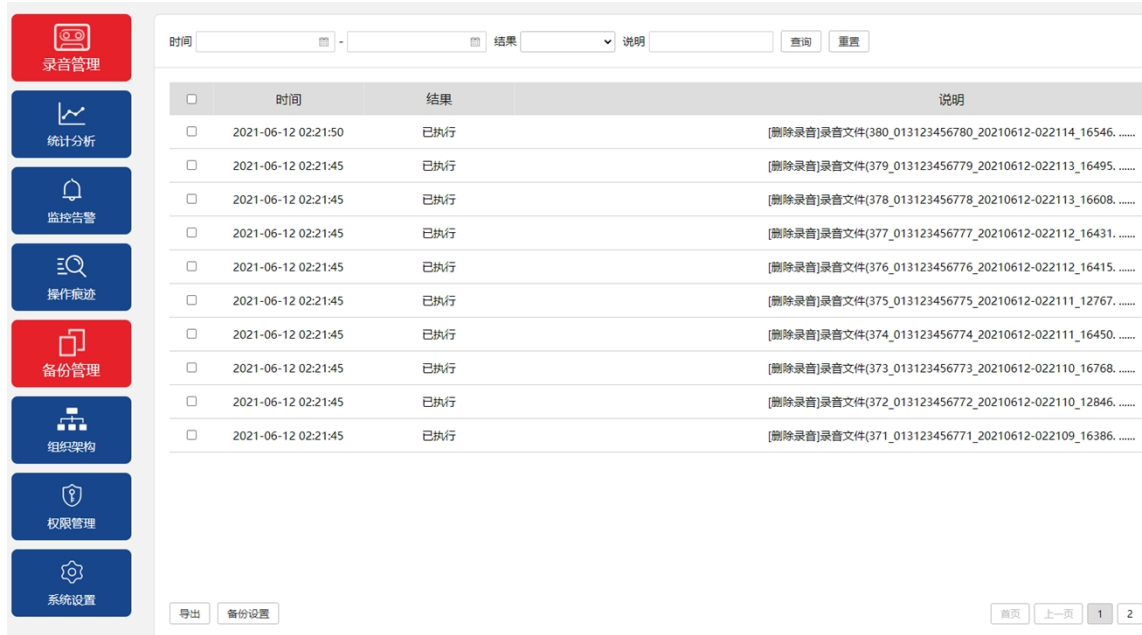 录音管理
统计分析
监控告警
操作痕迹
备份管理
组织架构
权限管理
系统设置
时间 - 结果 说明 查询 重置
时间 结果 说明
2021-06-12 02:21:50 已执行 [删除录音]录音文件(380_013123456780_20210612-022114_16546. ......
2021-06-12 02:21:45 已执行 [删除录音]录音文件(379_013123456779_20210612-022113_16495. ......
2021-06-12 02:21:45 已执行 [删除录音]录音文件(378_013123456778_20210612-022113_16608. ......
2021-06-12 02:21:45 已执行 [删除录音]录音文件(377_013123456777_20210612-022112_16431. ......
2021-06-12 02:21:45 已执行 [删除录音]录音文件(376_013123456776_20210612-022112_16415. ......
2021-06-12 02:21:45 已执行 [删除录音]录音文件(375_013123456775_20210612-022111_12767. ......
2021-06-12 02:21:45 已执行 [删除录音]录音文件(374_013123456774_20210612-022111_16450. ......
2021-06-12 02:21:45 已执行 [删除录音]录音文件(373_013123456773_20210612-022110_16768. ......
2021-06-12 02:21:45 已执行 [删除录音]录音文件(372_013123456772_20210612-022110_12846. ......
2021-06-12 02:21:45 已执行 [删除录音]录音文件(371_013123456771_20210612-022109_16386. ......
导出 备份设置 首页 上一页 1 2